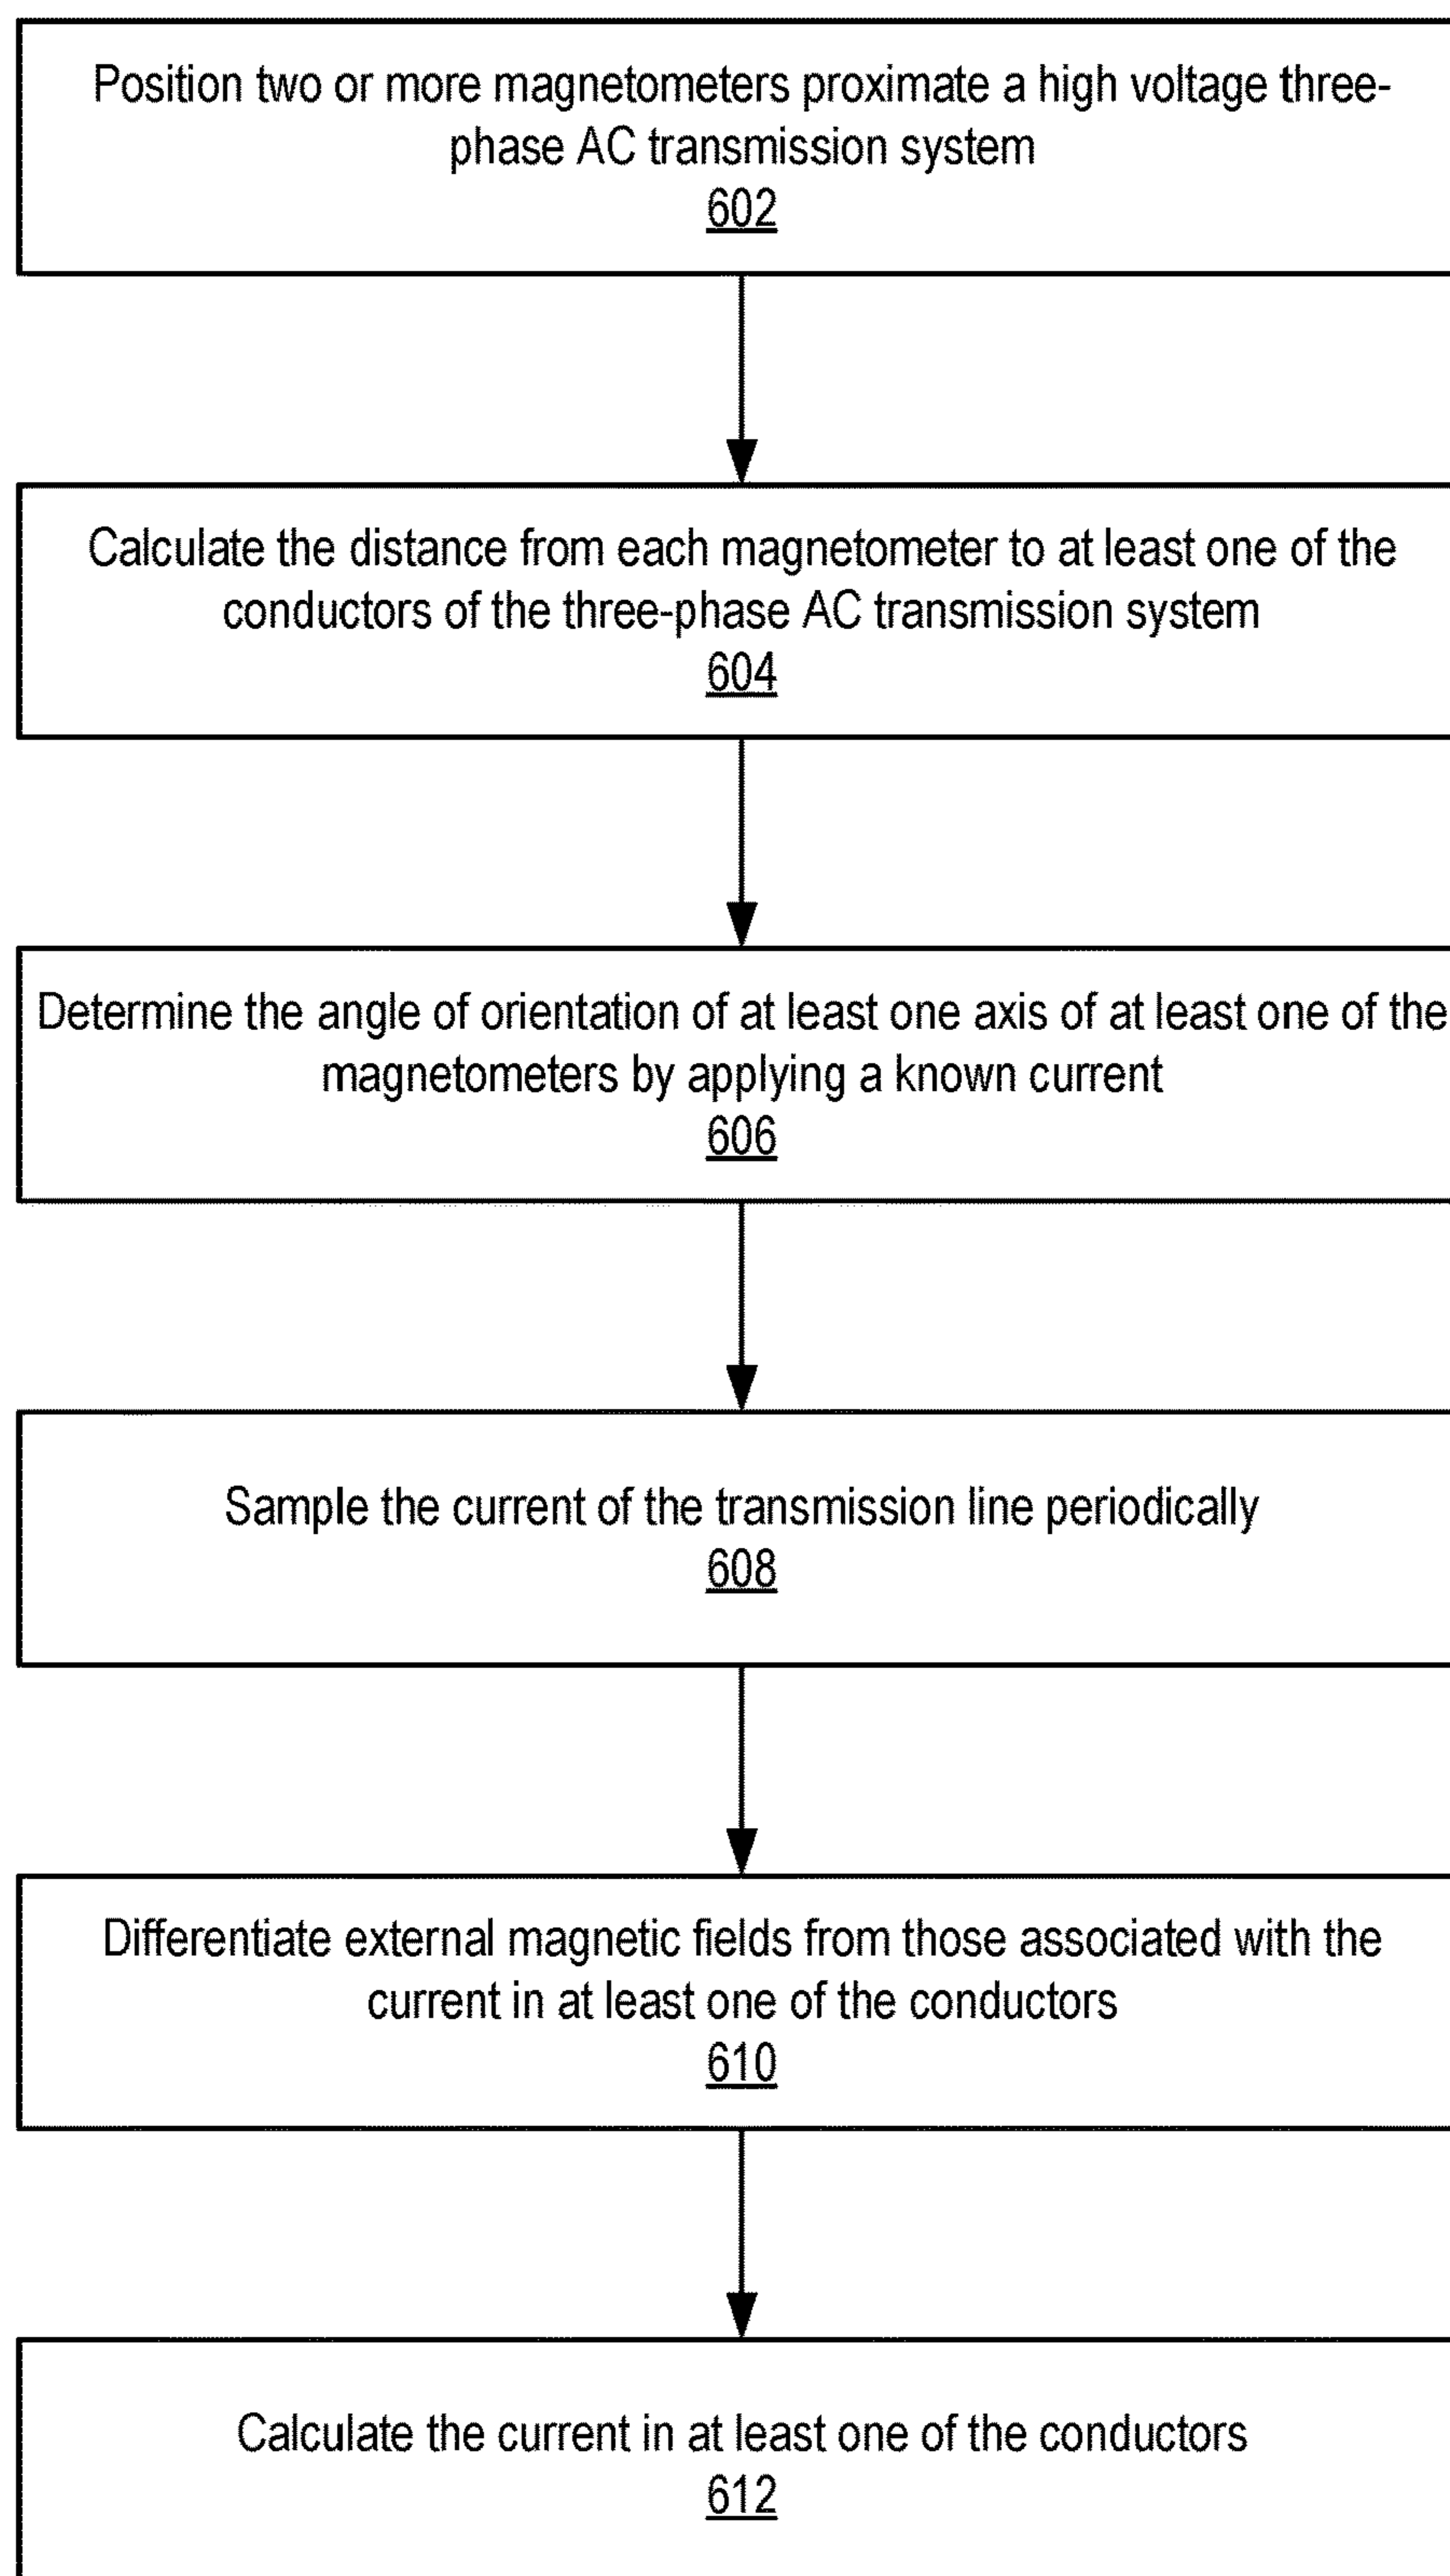 Position two or more magnetometers proximate a high voltage three-
phase AC transmission system
602
Calculate the distance from each magnetometer to at least one of the
conductors of the three-phase AC transmission system
604
Determine the angle of orientation of at least one axis of at least one of the
magnetometers by applying a known current
606
Sample the current of the transmission line periodically
608
Differentiate external magnetic fields from those associated with the
current in at least one of the conductors
610
Calculate the current in at least one of the conductors
612